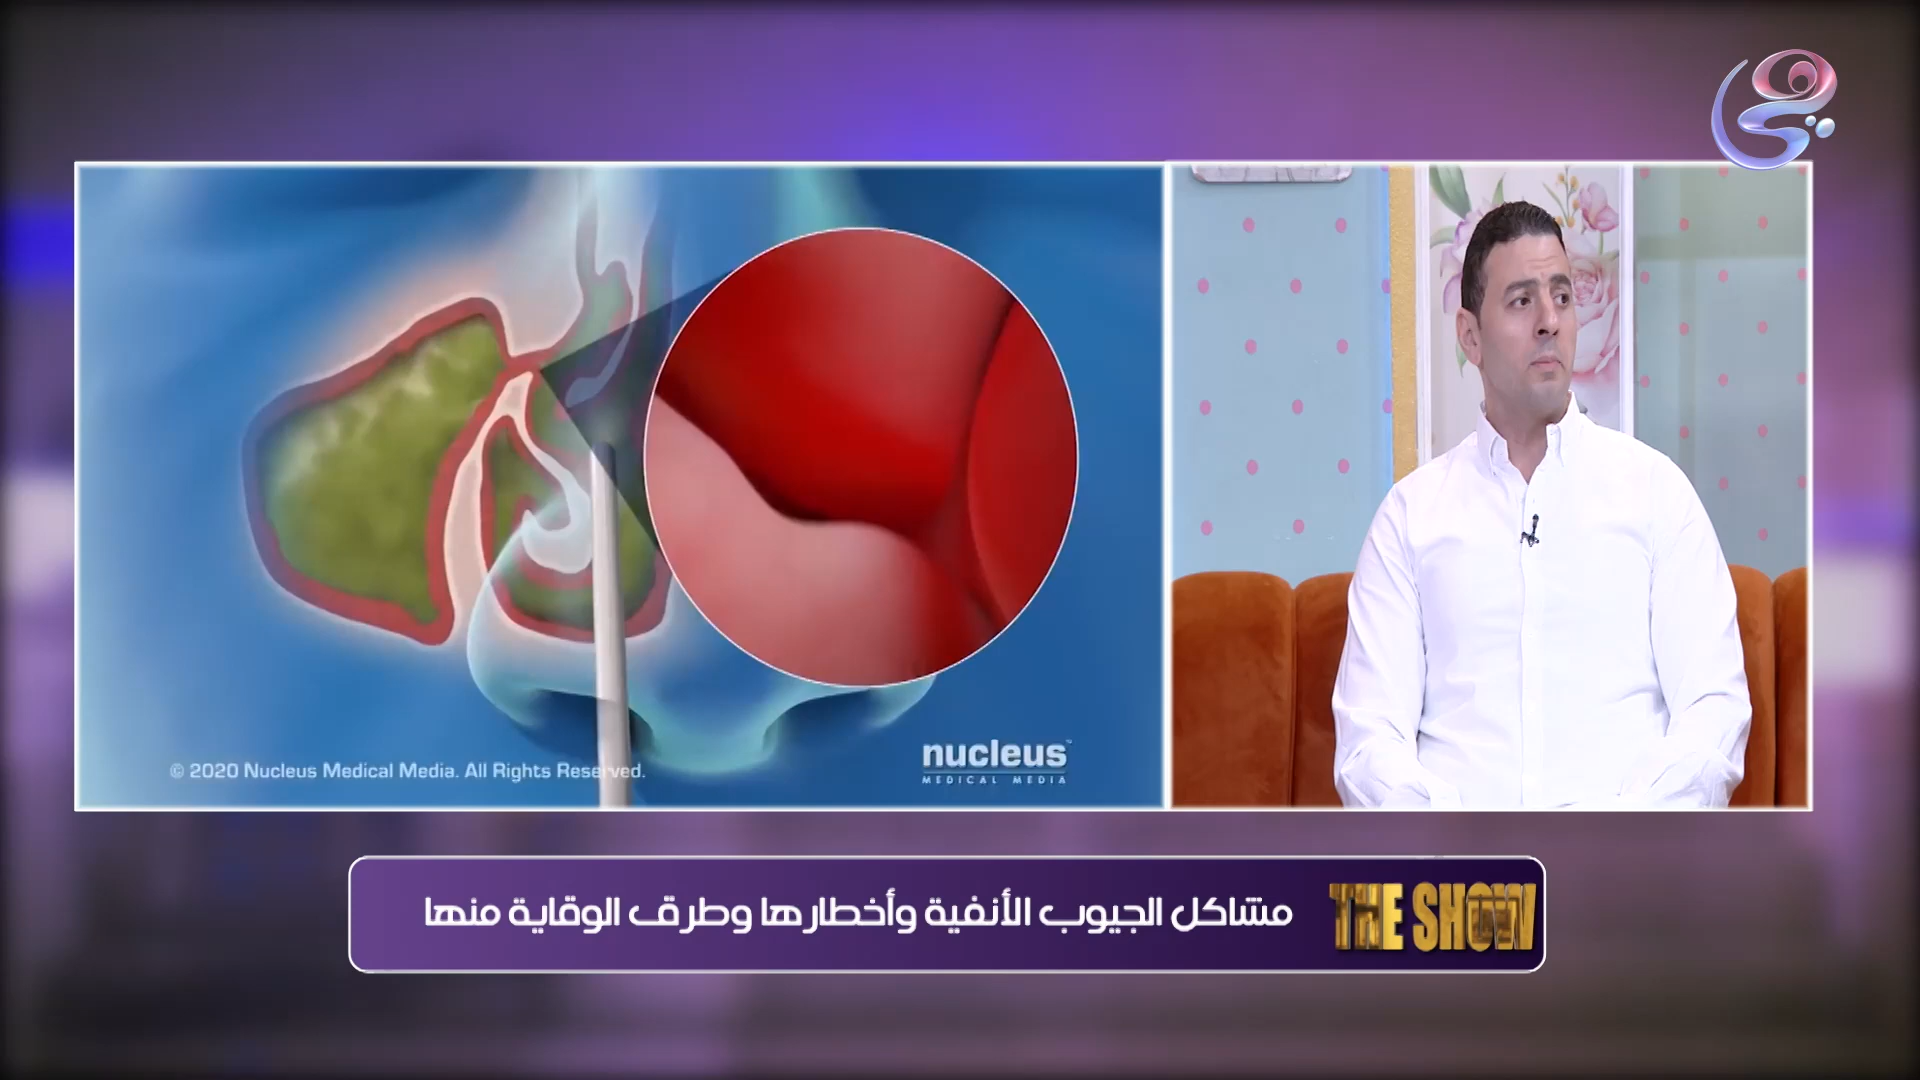 © 2020 Nucleus Medical Media. All Rights Reserved.
nucleus
MEDICAL MEDIA
THE SHOW
مشاكل الجيوب الأنفية وأخطارها وطرق الوقاية منها